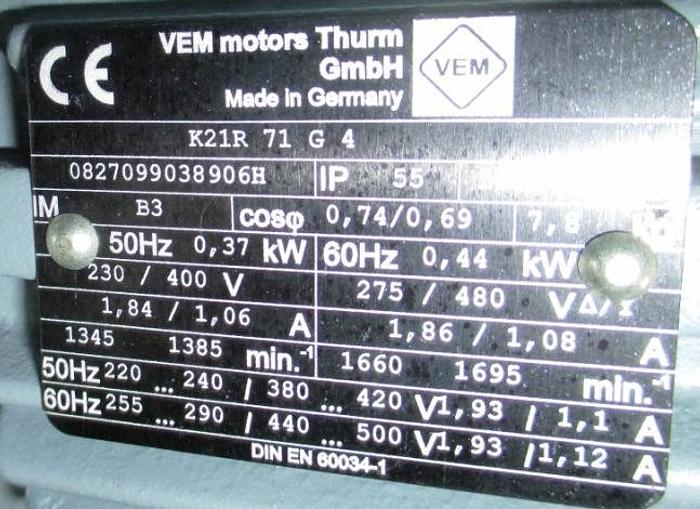 CE VEM motors Thurm
GmbH
Made in Germany
VEM
K21R 71 G 4
0827099038906H IP 55
IM B3 cosφ 0,74/0,69 7,8
50Hz 0,37 kW 60Hz 0,44 kW
230 / 400 V 275 / 480 V Δ/Y
1,84 / 1,06 A 1,86 / 1,08 A
1345 1385 min.-1 1660 1695 min.-1
50Hz 220 ... 240 / 380 ... 420 V 1,93 / 1,1 A
60Hz 255 ... 290 / 440 ... 500 V 1,93 / 1,12 A
DIN EN 60034-1